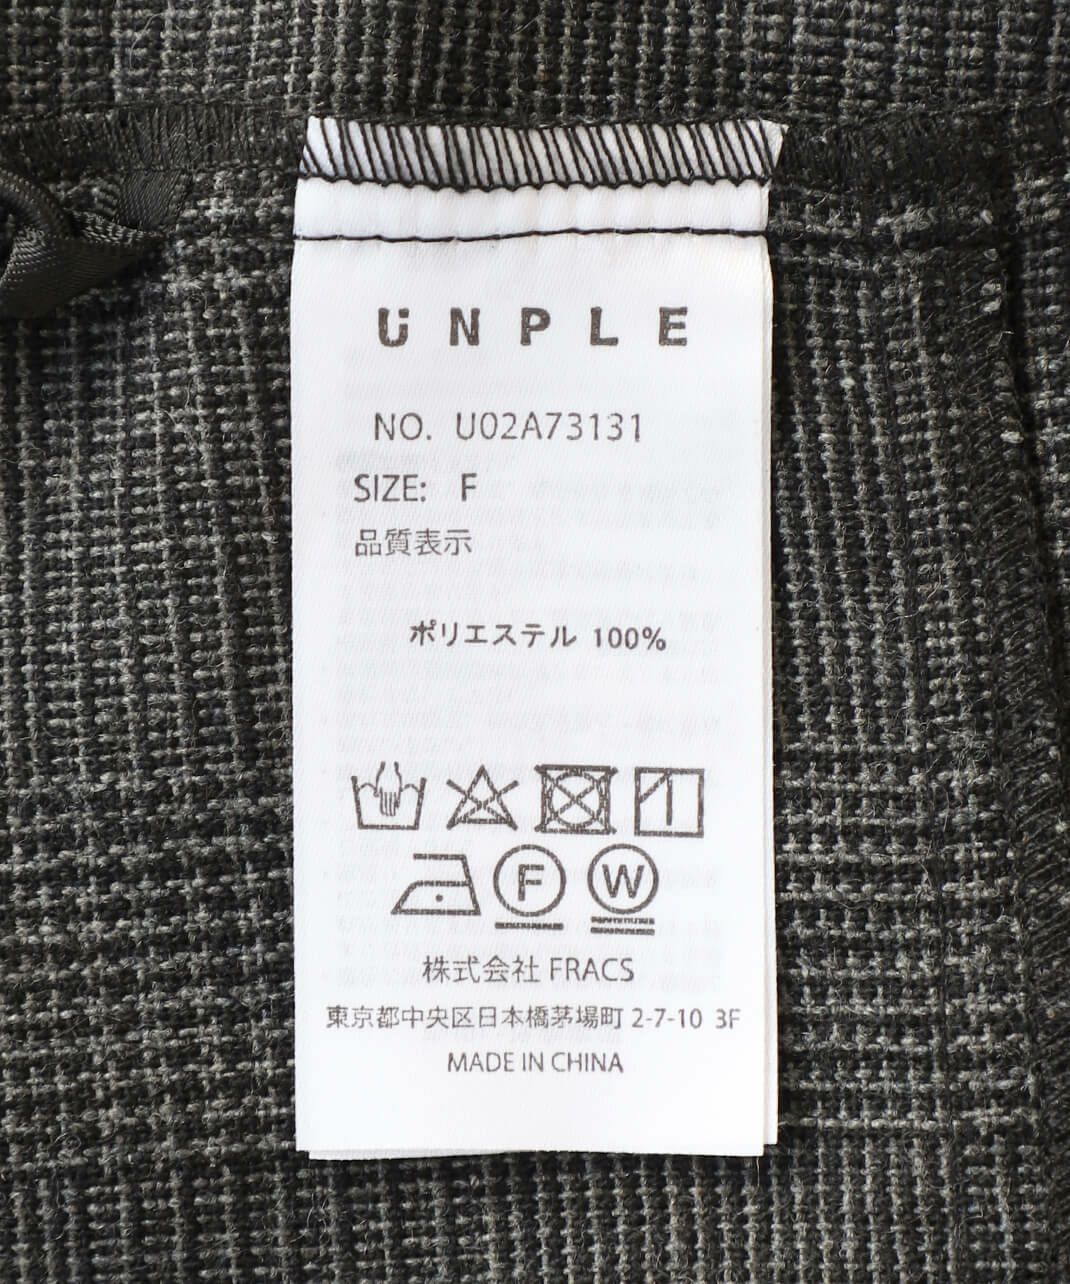 UNPLE
NO. U02A73131
SIZE: F
品質表示
ポリエステル 100%
F W
株式会社 FRACS
東京都中央区日本橋茅場町 2-7-10 3F
MADE IN CHINA